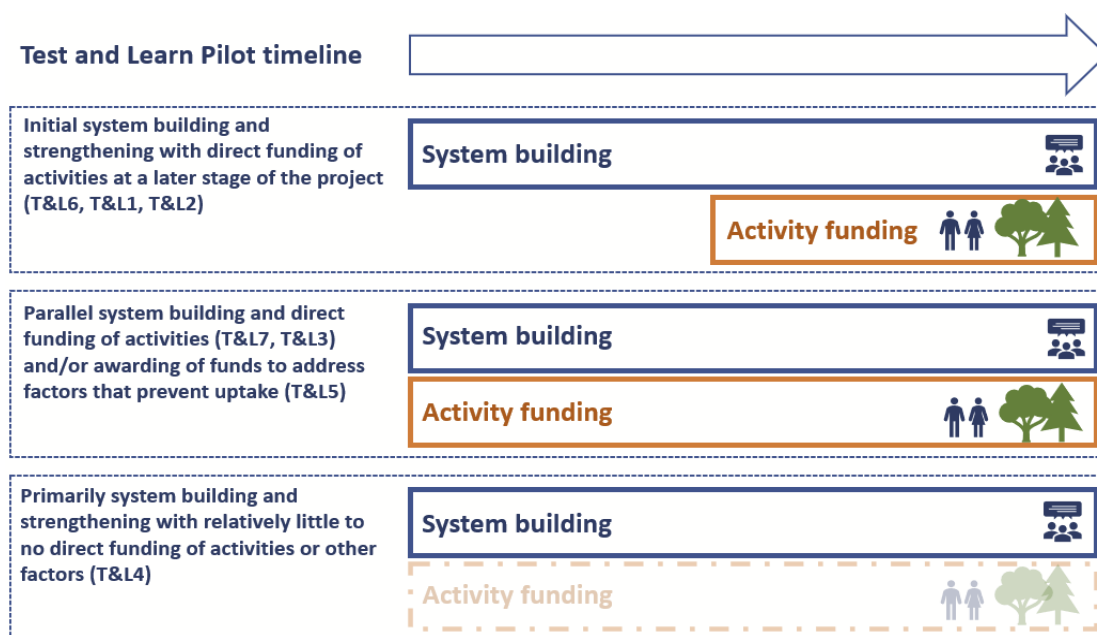 Test and Learn Pilot timeline
Initial system building and
strengthening with direct funding of
activities at a later stage of the project
(T&L6, T&L1, T&L2)
System building
Activity funding
Parallel system building and direct
funding of activities (T&L7, T&L3)
and/or awarding of funds to address
factors that prevent uptake (T&L5)
System building
Activity funding
Primarily system building and
strengthening with relatively little to
no direct funding of activities or other
factors (T&L4)
System building
Activity funding